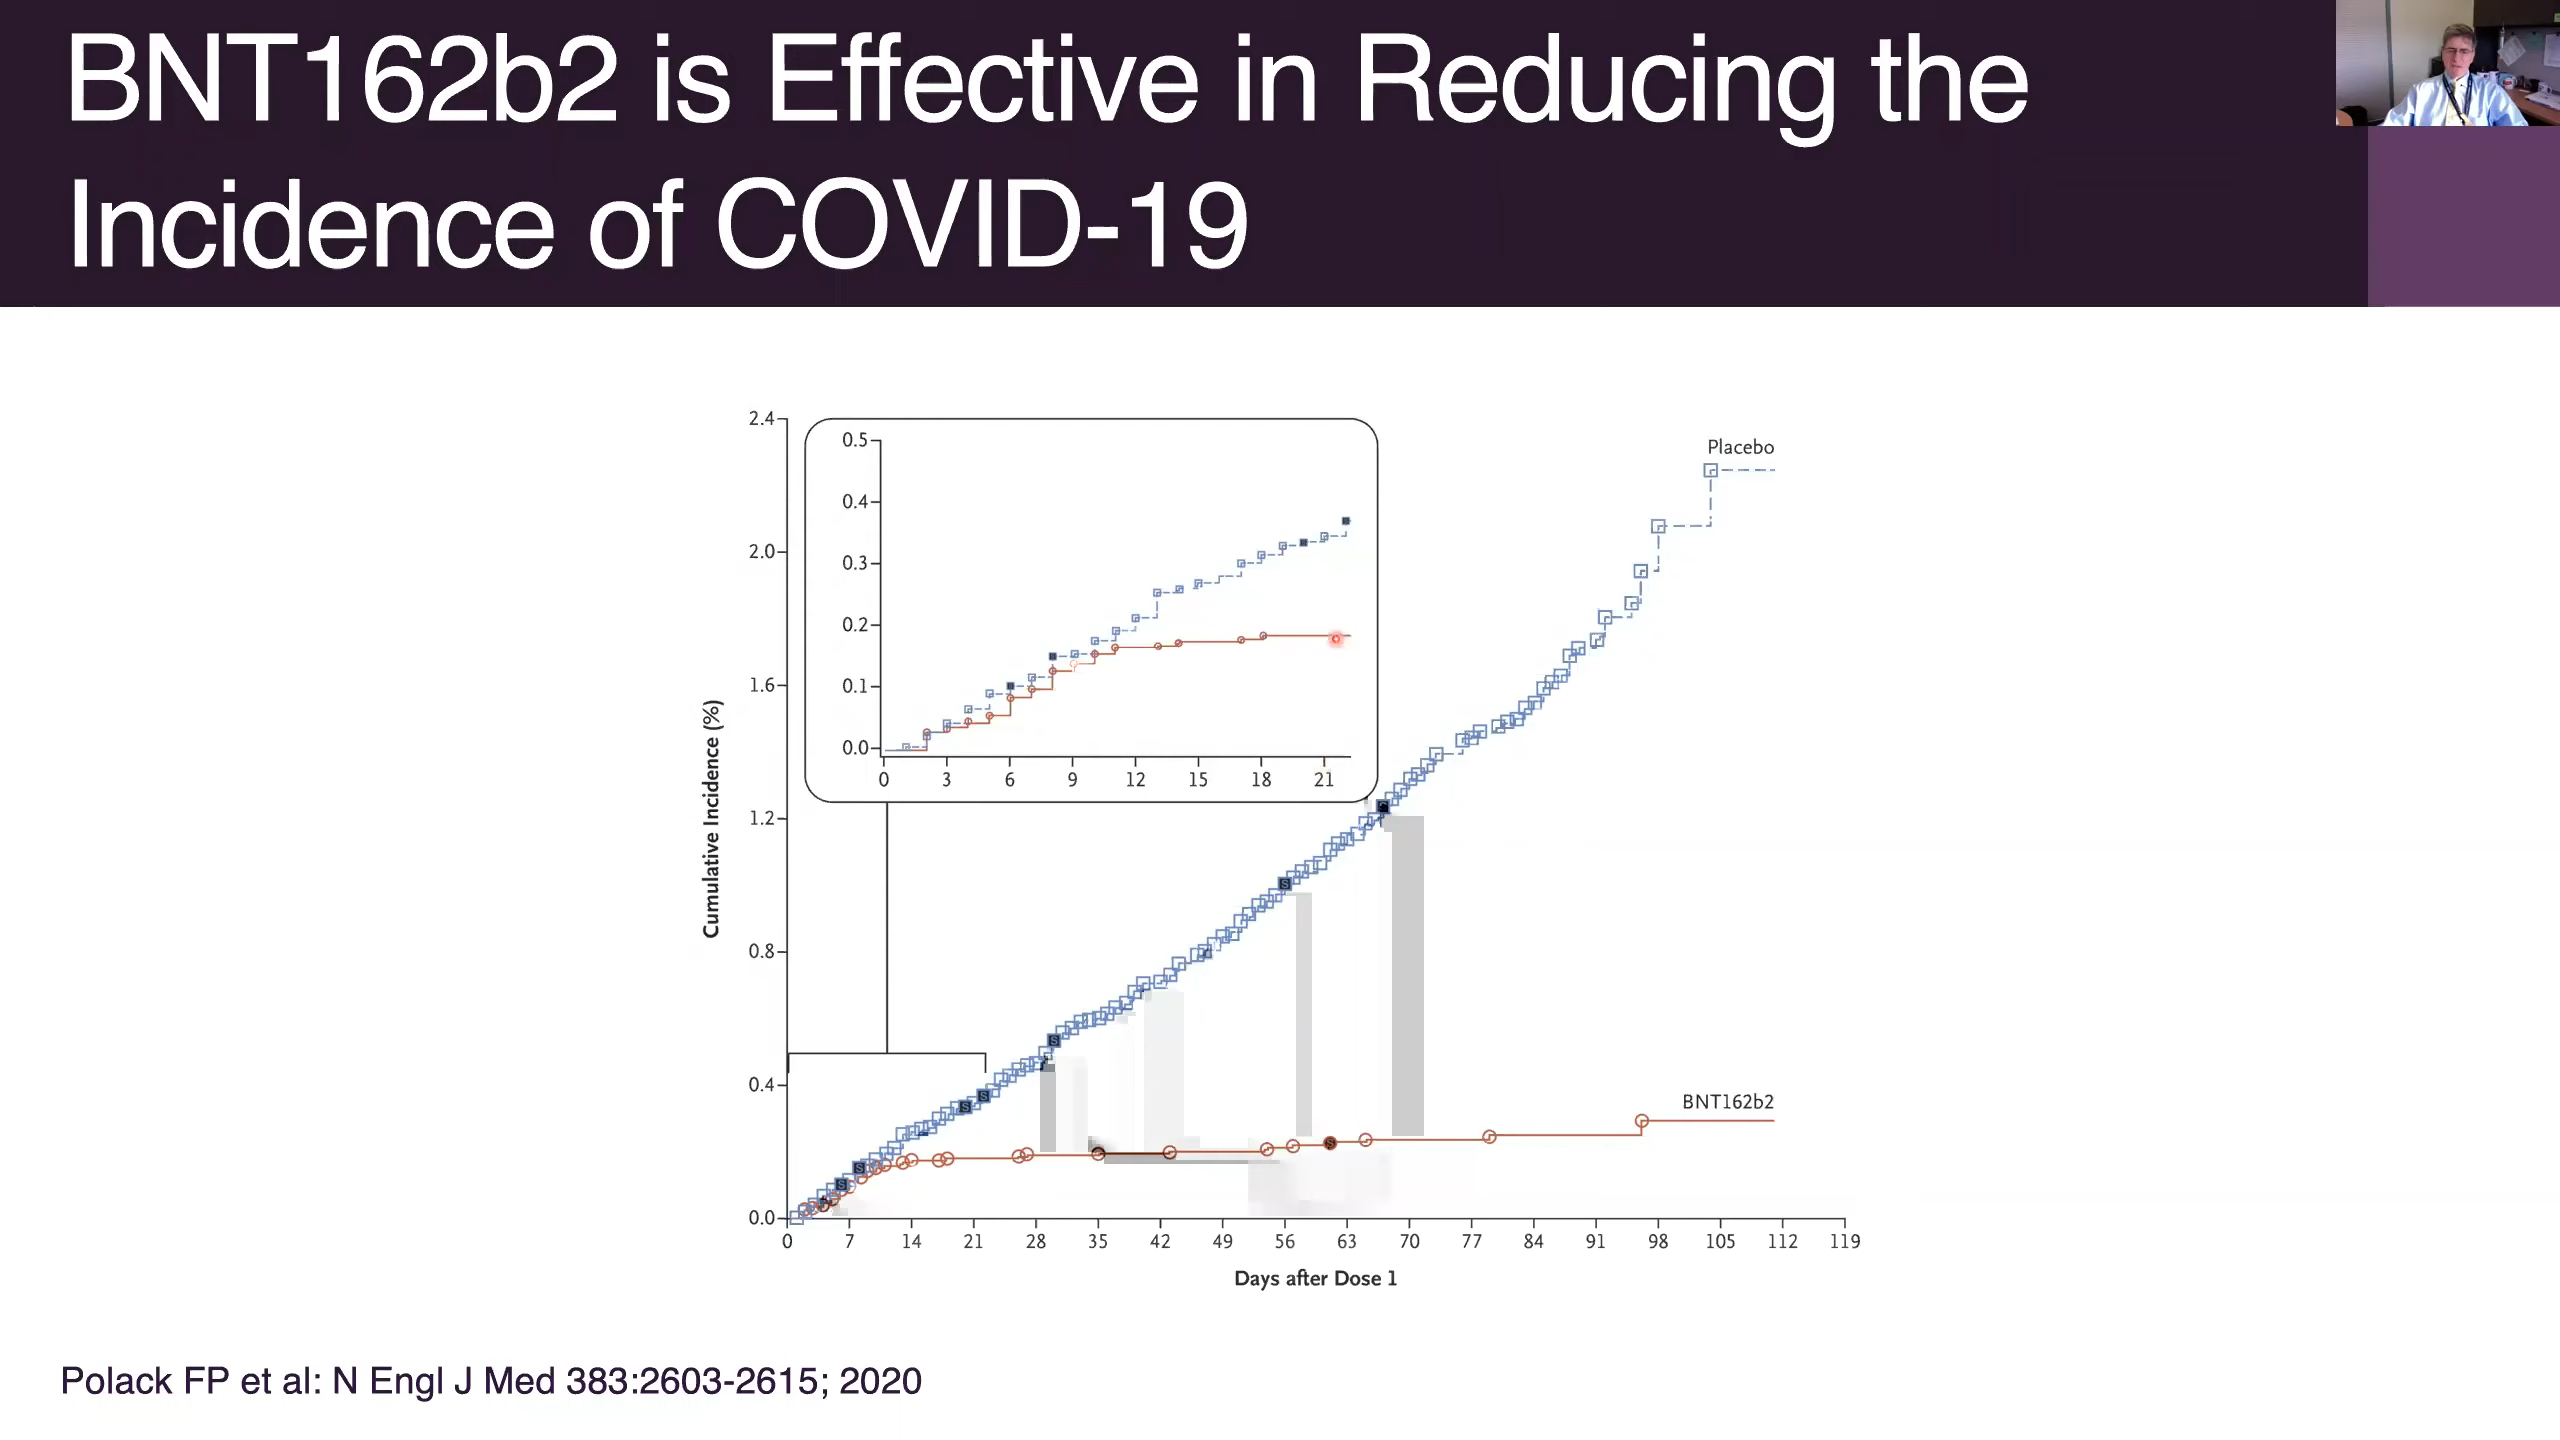 BNT162b2 is Effective in Reducing the
Incidence of COVID-19
2.4
2.0
1.6
1.2
0.8
0.4
0.0
Cumulative Incidence (%)
0.5
0.4
0.3
0.2
0.1
0.0
0 3 6 9 12 15 18 21
Placebo
BNT162b2
0 7 14 21 28 35 42 49 56 63 70 77 84 91 98 105 112 119
Days after Dose 1
Polack FP et al: N Engl J Med 383:2603-2615; 2020